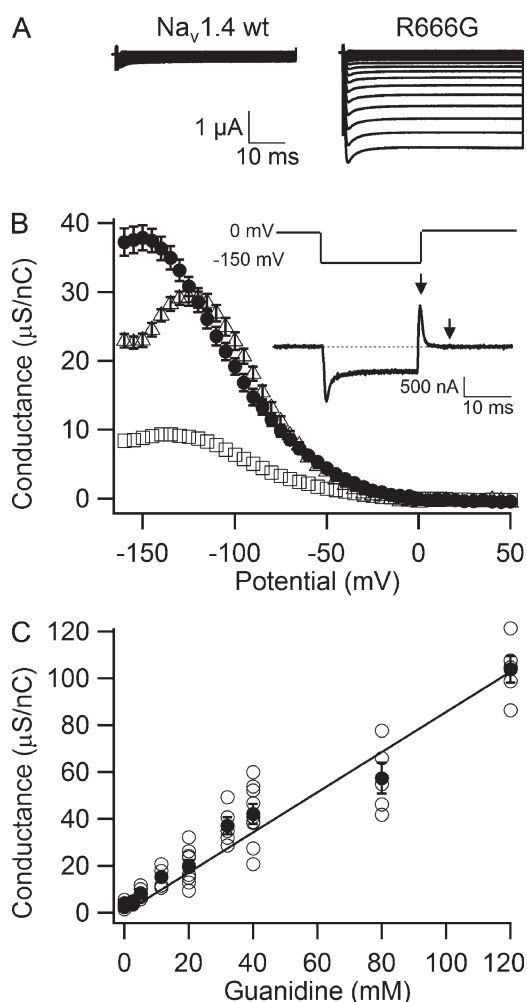 A
Nav1.4 wt
R666G
1 μA
10 ms
B
Conductance (μS/nC)
40
30
20
10
0
-150
-100
-50
0
50
Potential (mV)
0 mV
-150 mV
500 nA
10 ms
C
Conductance (μS/nC)
120
100
80
60
40
20
0
0
20
40
60
80
100
120
Guanidine (mM)